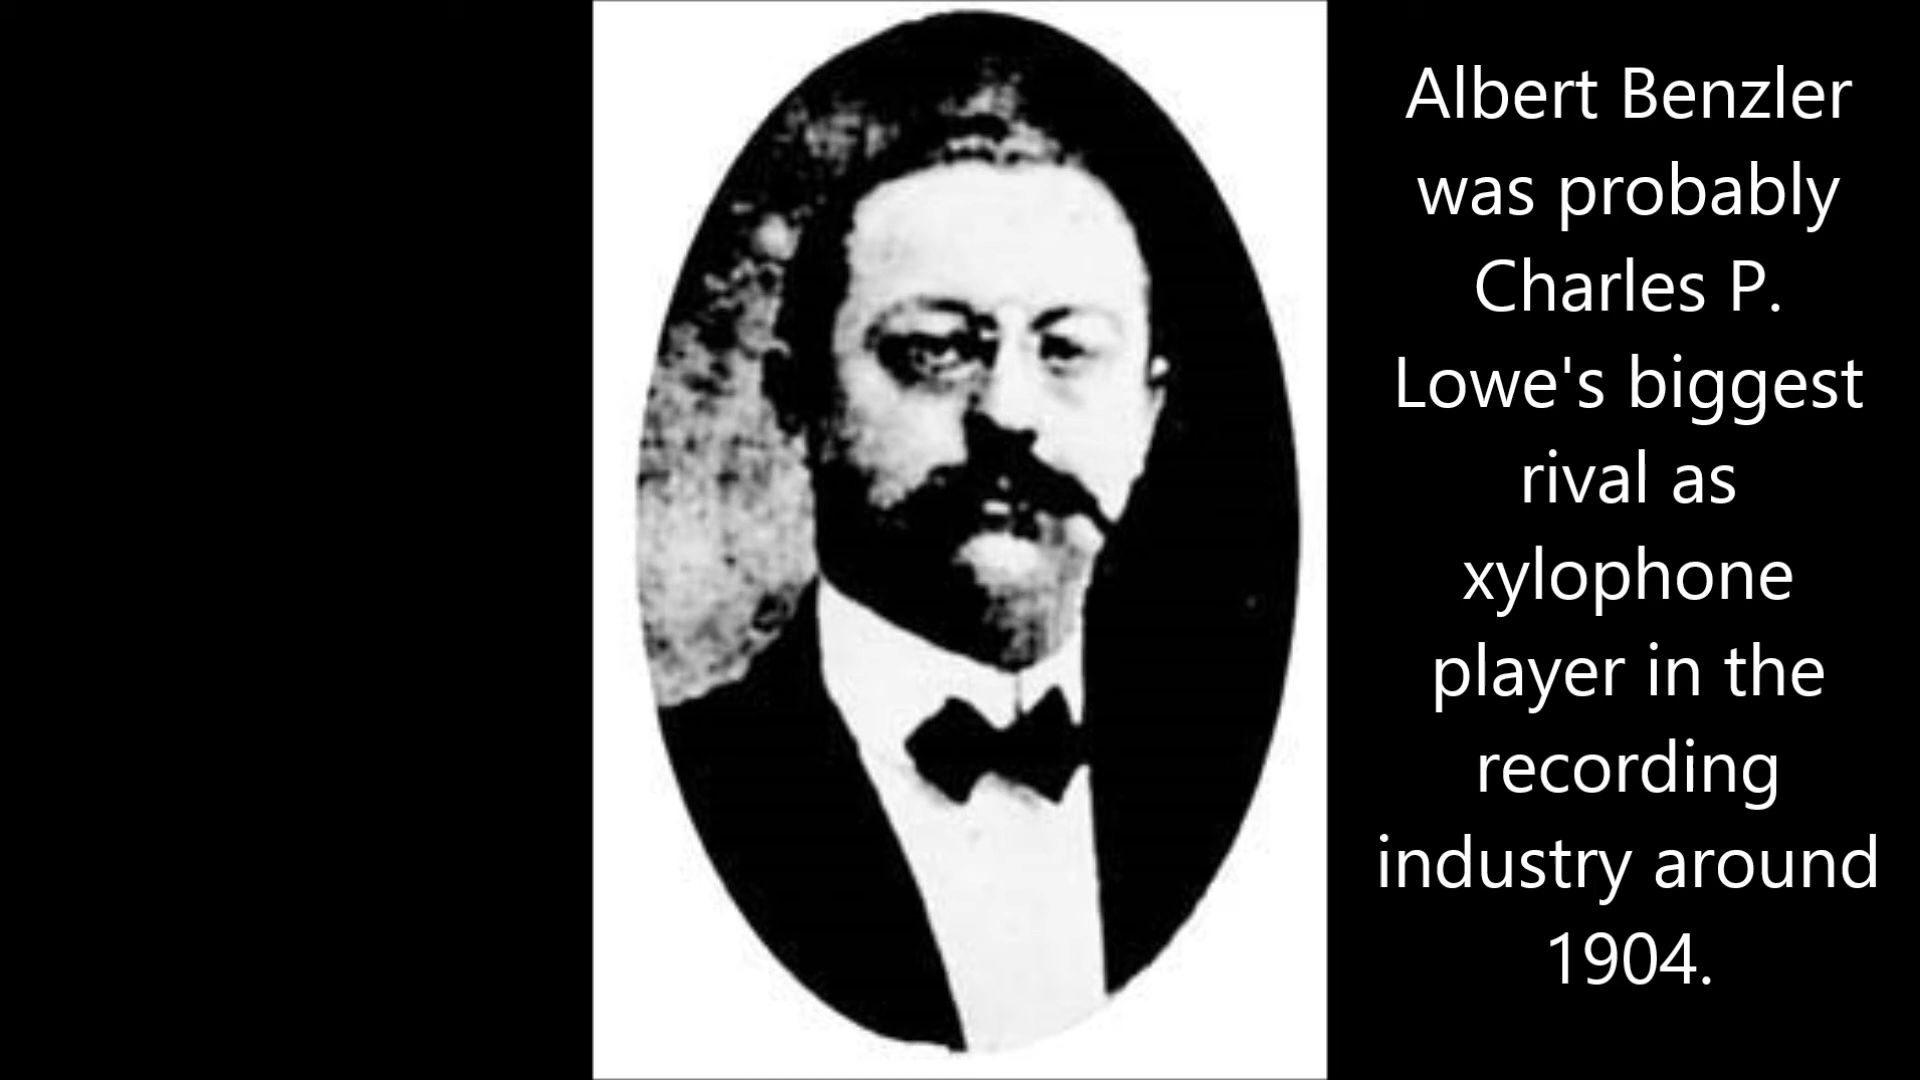 Albert Benzler
was probably
Charles P.
Lowe's biggest
rival as
xylophone
player in the
recording
industry around
1904.